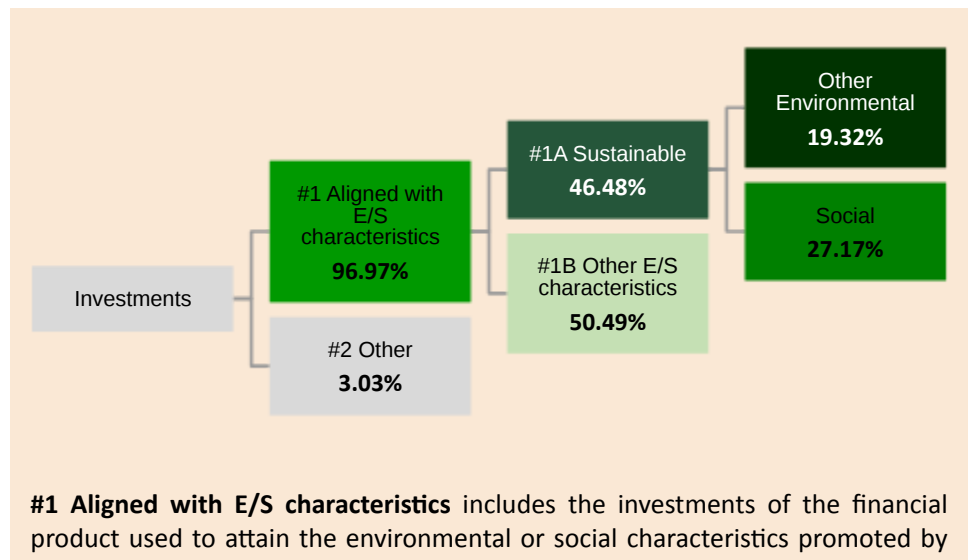 Investments
#1 Aligned with
E/S
characteristics
96.97%
#2 Other
3.03%
#1A Sustainable
46.48%
#1B Other E/S
characteristics
50.49%
Other
Environmental
19.32%
Social
27.17%
#1 Aligned with E/S characteristics includes the investments of the financial
product used to attain the environmental or social characteristics promoted by